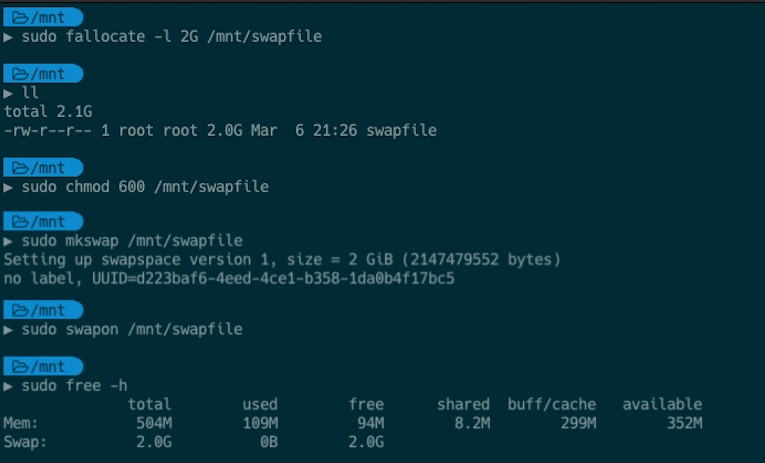 /mnt
▶ sudo fallocate -l 2G /mnt/swapfile
/mnt
▶ ll
total 2.1G
-rw-r--r-- 1 root root 2.0G Mar  6 21:26 swapfile
/mnt
▶ sudo chmod 600 /mnt/swapfile
/mnt
▶ sudo mkswap /mnt/swapfile
Setting up swapspace version 1, size = 2 GiB (2147479552 bytes)
no label, UUID=d223baf6-4eed-4ce1-b358-1da0b4f17bc5
/mnt
▶ sudo swapon /mnt/swapfile
/mnt
▶ sudo free -h
              total        used        free      shared  buff/cache   available
Mem:           504M        109M         94M        8.2M        299M        352M
Swap:          2.0G          0B        2.0G